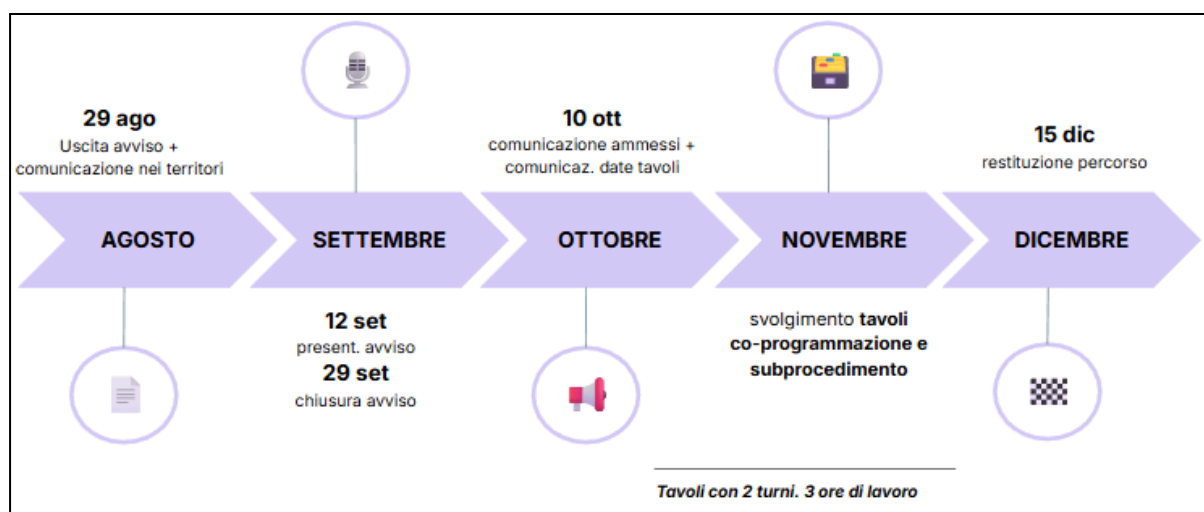 29 ago
Uscita avviso +
comunicazione nei territori
10 ott
comunicazione ammessi +
comunicaz. date tavoli
15 dic
restituzione percorso
AGOSTO
SETTEMBRE
OTTOBRE
NOVEMBRE
DICEMBRE
12 set
present. avviso
29 set
chiusura avviso
svolgimento tavoli
co-programmazione e
subprocedimento
Tavoli con 2 turni. 3 ore di lavoro